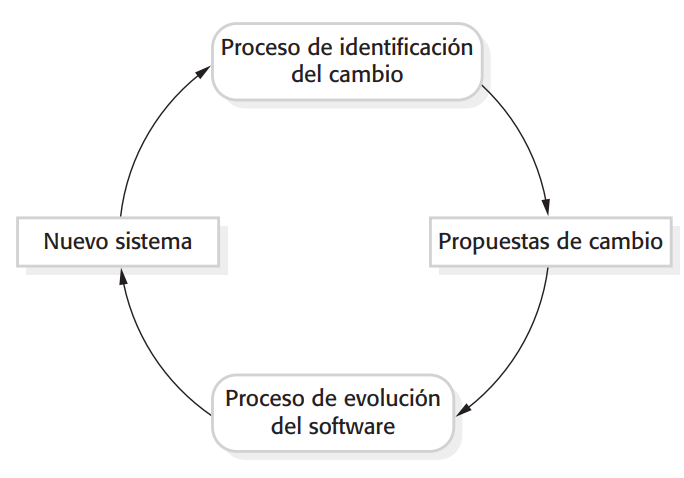 Proceso de identificación
del cambio
Nuevo sistema
Propuestas de cambio
Proceso de evolución
del software